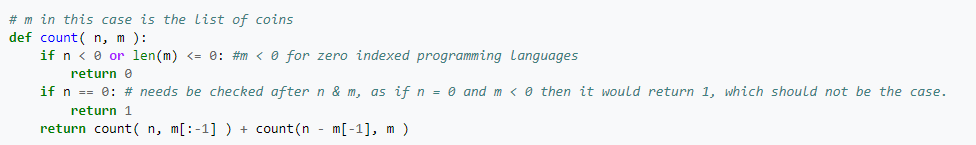 # m in this case is the list of coins
def count( n, m ):
    if n < 0 or len(m) <= 0: #m < 0 for zero indexed programming languages
        return 0
    if n == 0: # needs be checked after n & m, as if n = 0 and m < 0 then it would return 1, which should not be the case.
        return 1
    return count( n, m[:-1] ) + count(n - m[-1], m )